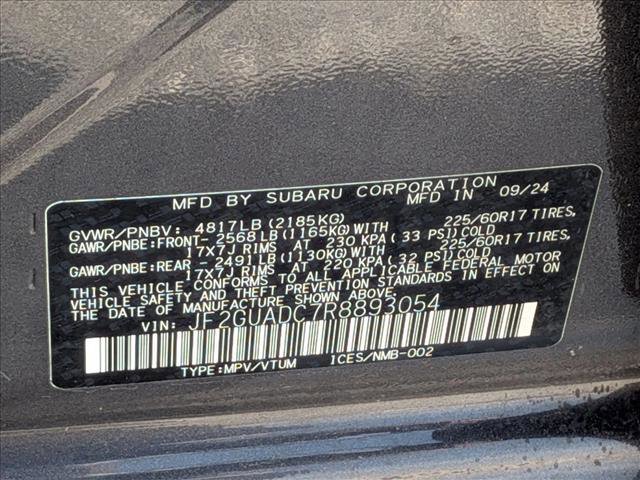 MFD BY SUBARU CORPORATION MFD IN 09/24
GVWR/PNBV: 4817LB(2185KG)
GAWR/PNBE:FRONT- 2568LB(1165KG)WITH 225/60R17 TIRES,
17X7J RIMS AT 230 KPA(33 PSI)COLD
GAWR/PNBE:REAR - 2491LB(1130KG)WITH 225/60R17 TIRES,
17X7J RIMS AT 220 KPA(32 PSI)COLD
THIS VEHICLE CONFORMS TO ALL APPLICABLE FEDERAL MOTOR
VEHICLE SAFETY AND THEFT PREVENTION STANDARDS IN EFFECT ON
THE DATE OF MANUFACTURE SHOWN ABOVE.
VIN: JF2GUADC7R8893054
TYPE:MPV/VTUM ICES/NMB-002